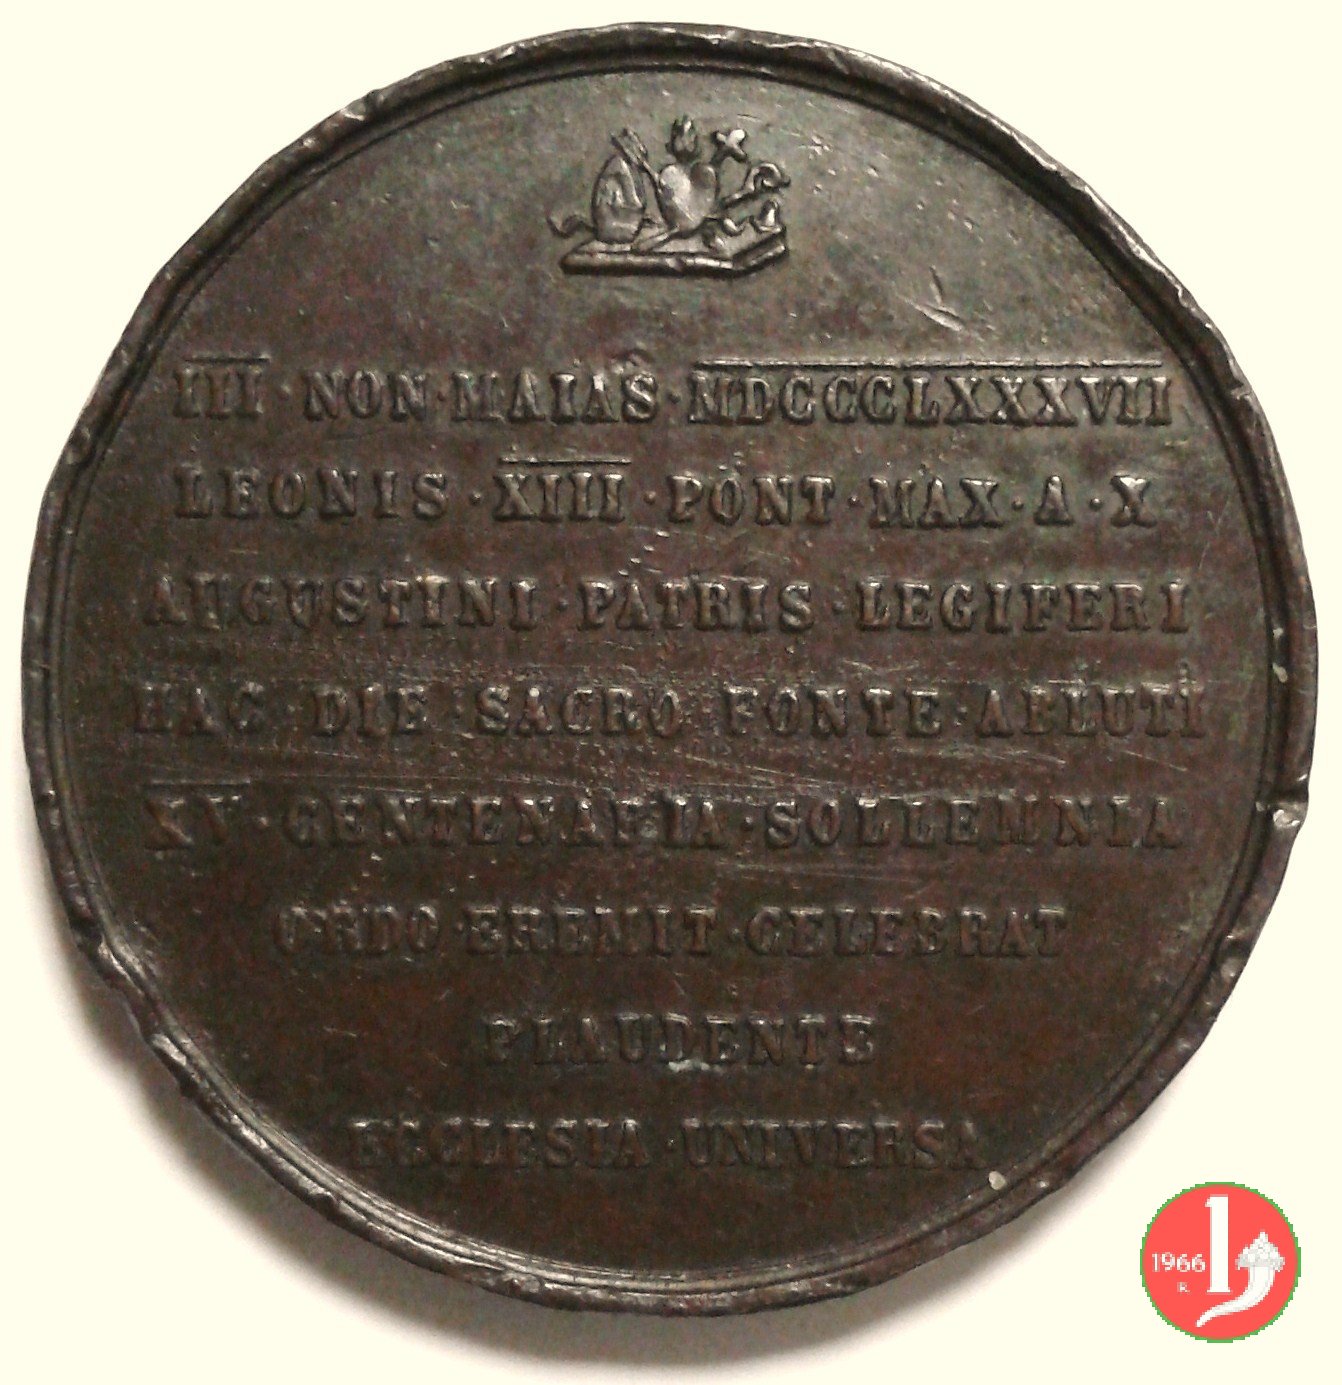 III · NON · MAIAS · MDCCCLXXXVII
LEONIS · XIII · PONT · MAX · A · X
AUGUSTINI · PATRIS · LEGIFERI
HAC DIE · SACRO · FONTE · ABLUTI
XV · CENTENARIA · SOLLEMNIA
ORDO · EREMIT · CELEBRAT
PLAUDENTE
ECCLESIA · UNIVERSA
1966 1
R